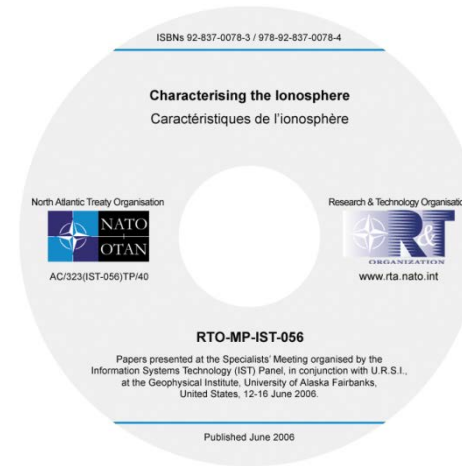 ISBNs 92-837-0078-3 / 978-92-837-0078-4
Characterising the Ionosphere
Caractéristiques de l'ionosphère
North Atlantic Treaty Organisation
NATO
OTAN
AC/323(IST-056)TP/40
Research & Technology Organisatio
R&T
ORGANIZATION
www.rta.nato.int
RTO-MP-IST-056
Papers presented at the Specialists' Meeting organised by the
Information Systems Technology (IST) Panel, in conjunction with U.R.S.I.,
at the Geophysical Institute, University of Alaska Fairbanks,
United States, 12-16 June 2006.
Published June 2006